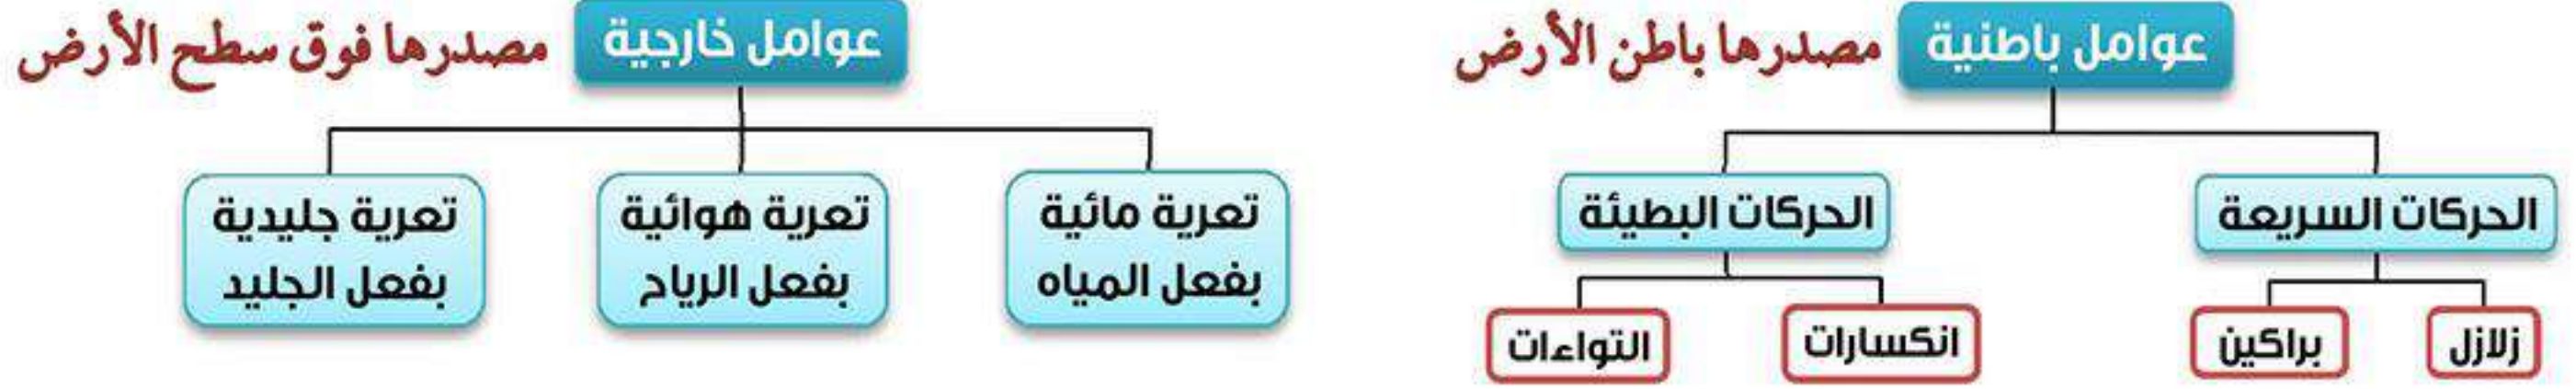 عوامل باطنية
مصدرها باطن الأرض
الحركات السريعة
الحركات البطيئة
زلازل
براكين
انكسارات
التواءات
عوامل خارجية
مصدرها فوق سطح الأرض
تعرية مائية
بفعل المياه
تعرية هوائية
بفعل الرياح
تعرية جليدية
بفعل الجليد